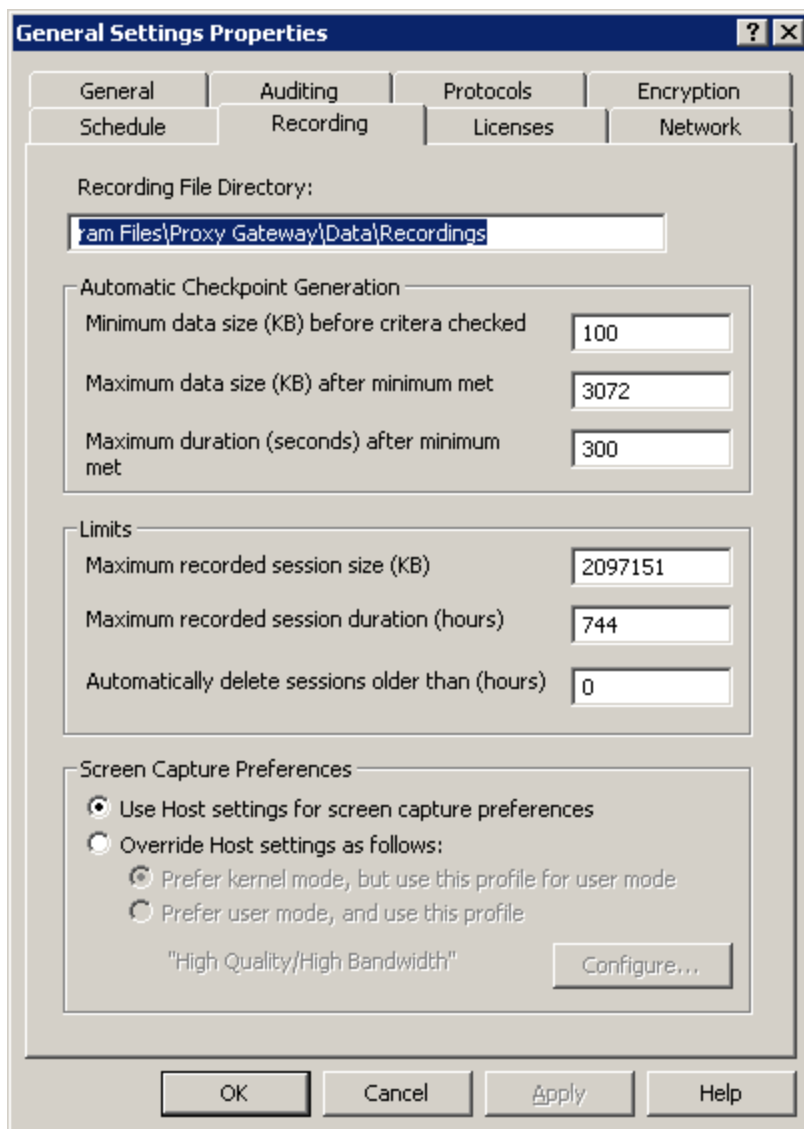 General Settings Properties
General Auditing Protocols Encryption
Schedule Recording Licenses Network
Recording File Directory:
ram Files\Proxy Gateway\Data\Recordings
Automatic Checkpoint Generation
Minimum data size (KB) before critera checked 100
Maximum data size (KB) after minimum met 3072
Maximum duration (seconds) after minimum
met 300
Limits
Maximum recorded session size (KB) 2097151
Maximum recorded session duration (hours) 744
Automatically delete sessions older than (hours) 0
Screen Capture Preferences
Use Host settings for screen capture preferences
Override Host settings as follows:
Prefer kernel mode, but use this profile for user mode
Prefer user mode, and use this profile
"High Quality/High Bandwidth" Configure...
OK Cancel Apply Help